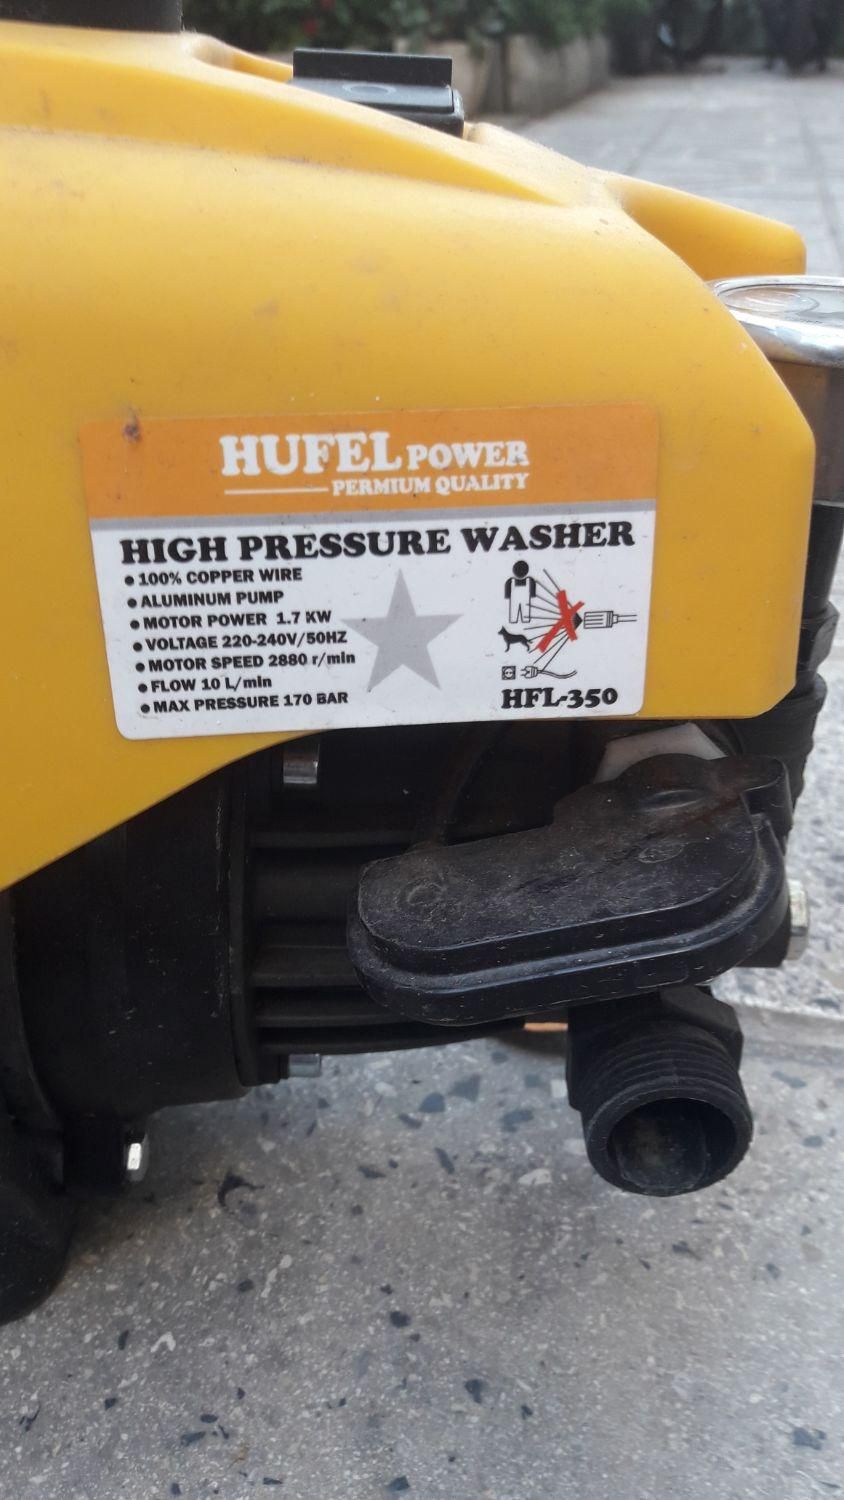 HUFEL POWER
PERMIUM QUALITY
HIGH PRESSURE WASHER
• 100% COPPER WIRE
• ALUMINUM PUMP
• MOTOR POWER 1.7 KW
• VOLTAGE 220-240V/50HZ
• MOTOR SPEED 2880 r/min
• FLOW 10 L/min
• MAX PRESSURE 170 BAR
HFL-350